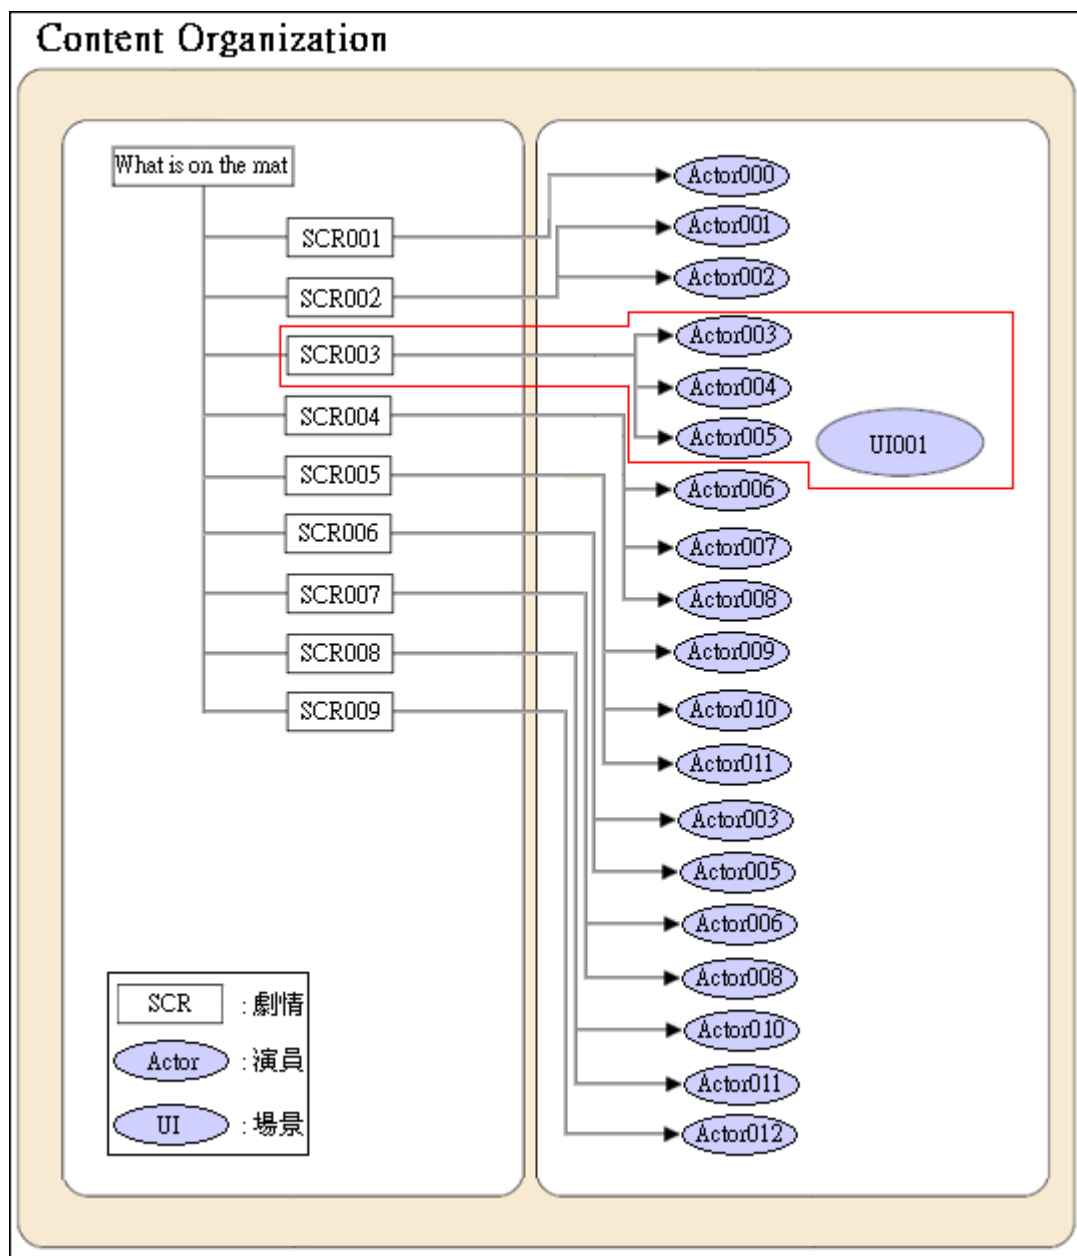 Content Organization
What is on the mat
SCR001
SCR002
SCR003
SCR004
SCR005
SCR006
SCR007
SCR008
SCR009
Actor000
Actor001
Actor002
Actor003
Actor004
Actor005
UI001
Actor006
Actor007
Actor008
Actor009
Actor010
Actor011
Actor003
Actor005
Actor006
Actor008
Actor010
Actor011
Actor012
SCR : 劇情
Actor : 演員
UI : 場景